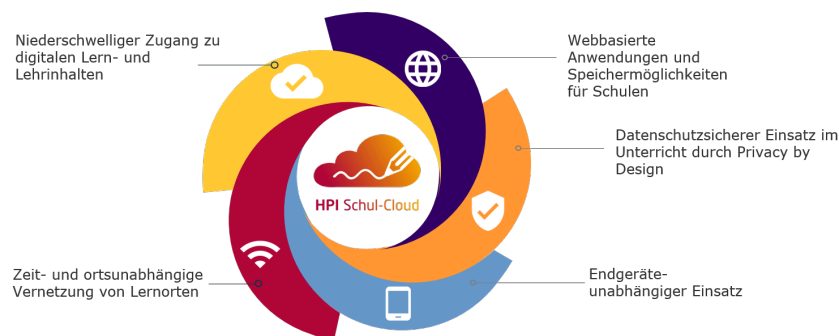 Niederschwelliger Zugang zu
digitalen Lern- und
Lehrinhalten
Webbasierte
Anwendungen und
Speichermöglichkeiten
für Schulen
Datenschutzsicherer Einsatz im
Unterricht durch Privacy by
Design
HPI Schul-Cloud
Zeit- und ortsunabhängige
Vernetzung von Lernorten
Endgeräte-
unabhängiger Einsatz